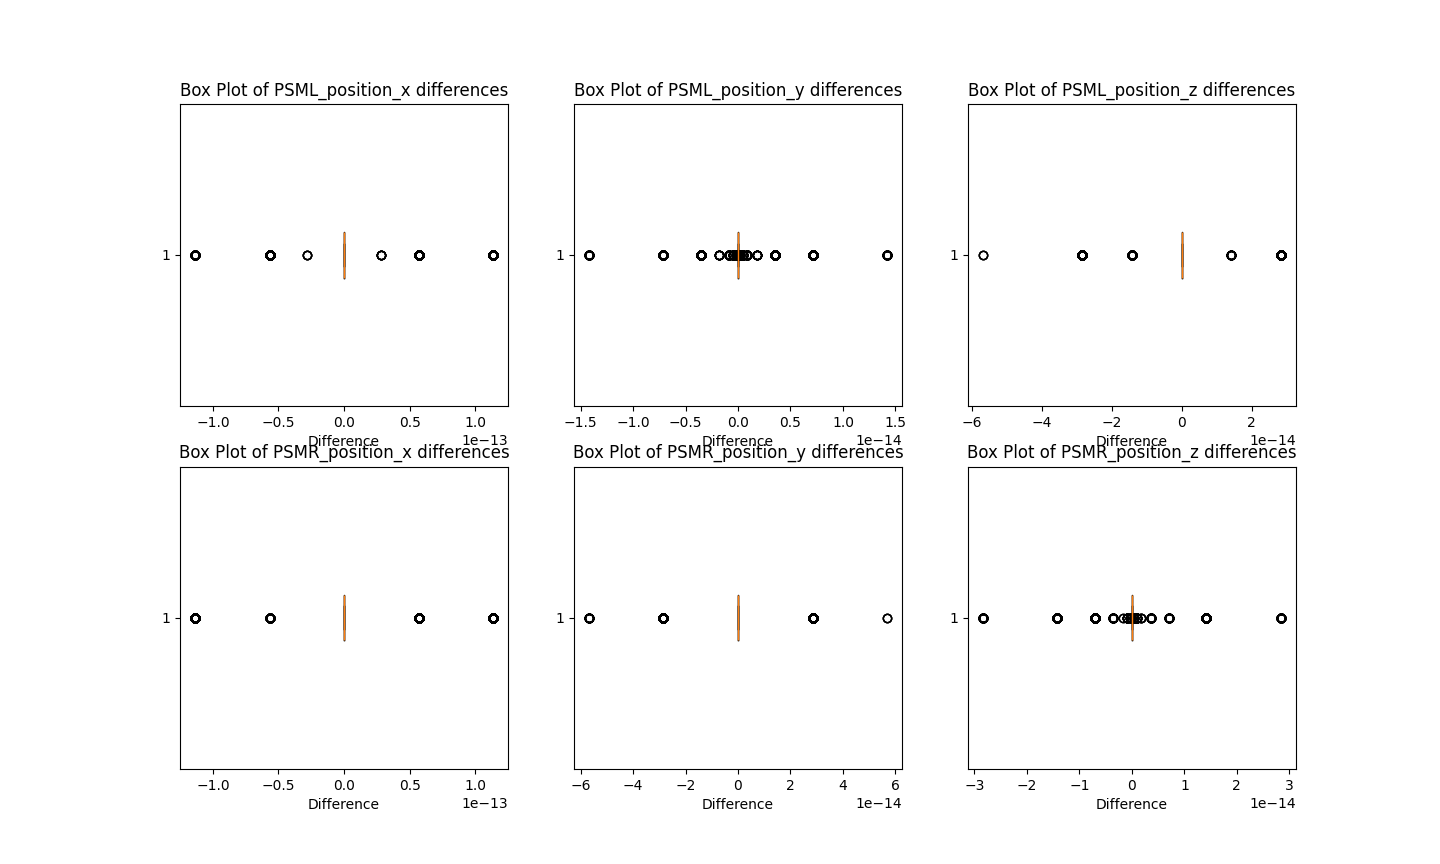 Box Plot of PSML_position_x differences
Box Plot of PSML_position_y differences
Box Plot of PSML_position_z differences
1
1
1
−1.0 −0.5 0.0 0.5 1.0
−1.5 −1.0 −0.5 0.0 0.5 1.0 1.5
−6 −4 −2 0 2
Difference 1e−13
Difference 1e−14
Difference 1e−14
Box Plot of PSMR_position_x differences
Box Plot of PSMR_position_y differences
Box Plot of PSMR_position_z differences
1
1
1
−1.0 −0.5 0.0 0.5 1.0
−6 −4 −2 0 2 4 6
−3 −2 −1 0 1 2 3
Difference 1e−13
Difference 1e−14
Difference 1e−14